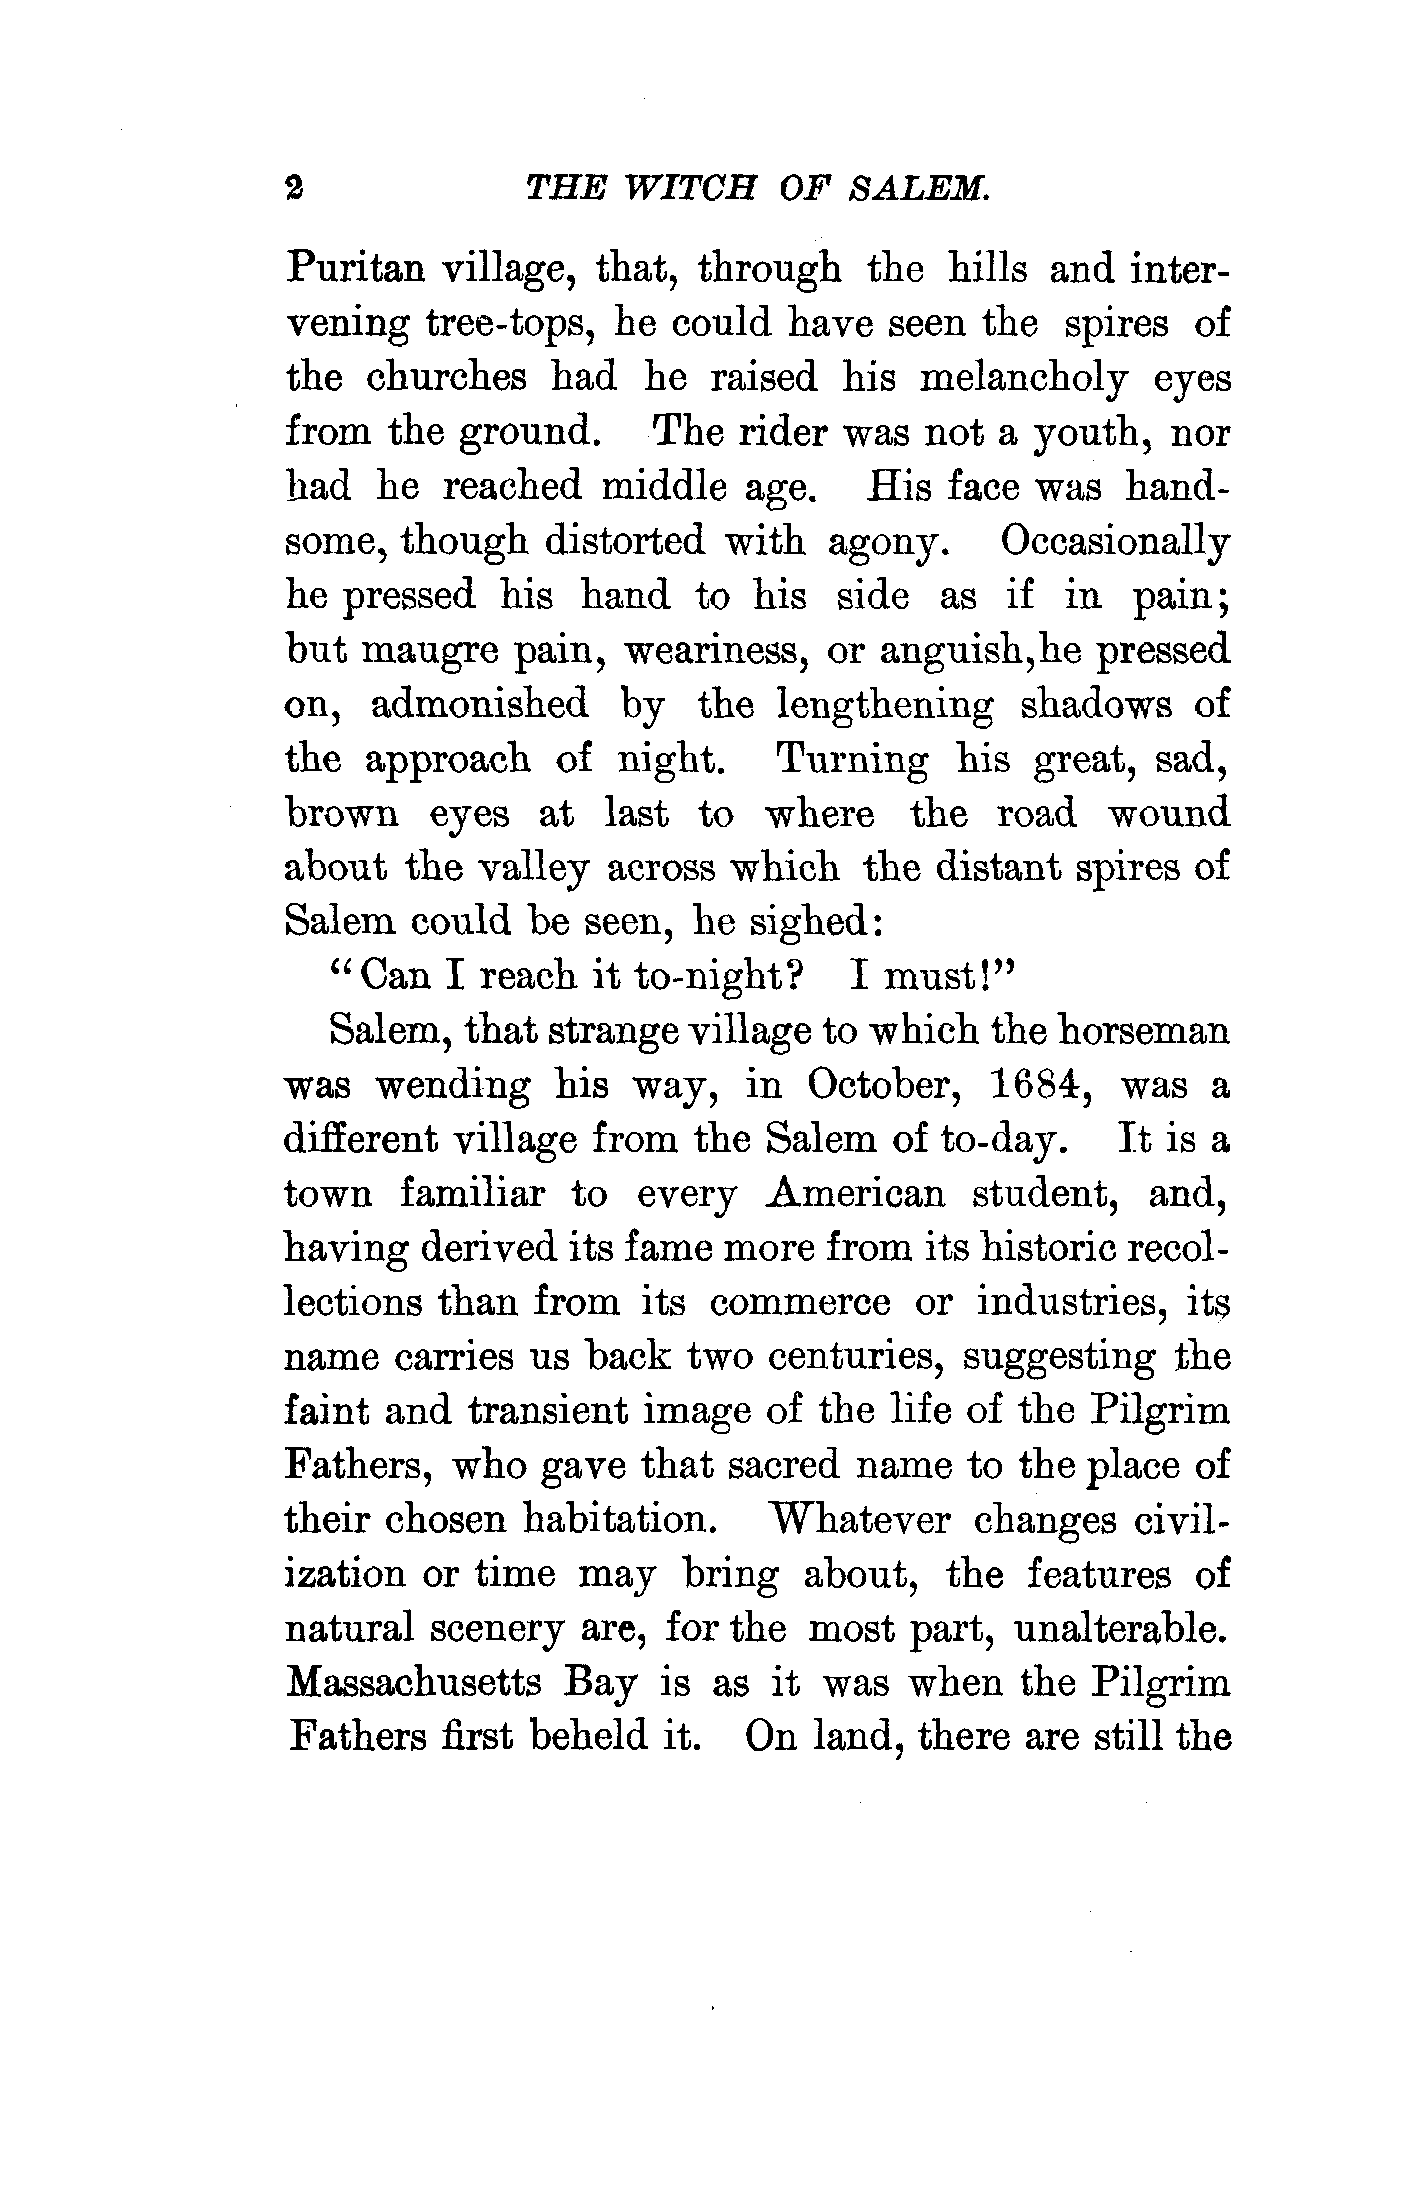 2 THE WITCH OF SALEM.
Puritan village, that, through the hills and inter-
vening tree-tops, he could have seen the spires of
the churches had he raised his melancholy eyes
from the ground. The rider was not a youth, nor
had he reached middle age. His face was hand-
some, though distorted with agony. Occasionally
he pressed his hand to his side as if in pain;
but maugre pain, weariness, or anguish,he pressed
on, admonished by the lengthening shadows of
the approach of night. Turning his great, sad,
brown eyes at last to where the road wound
about the valley across which the distant spires of
Salem could be seen, he sighed:
“Can I reach it to-night? I must!”
Salem, that strange village to which the horseman
was wending his way, in October, 1684, was a
different village from the Salem of to-day. It is a
town familiar to every American student, and,
having derived its fame more from its historic recol-
lections than from its commerce or industries, its
name carries us back two centuries, suggesting the
faint and transient image of the life of the Pilgrim
Fathers, who gave that sacred name to the place of
their chosen habitation. Whatever changes civil-
ization or time may bring about, the features of
natural scenery are, for the most part, unalterable.
Massachusetts Bay is as it was when the Pilgrim
Fathers first beheld it. On land, there are still the